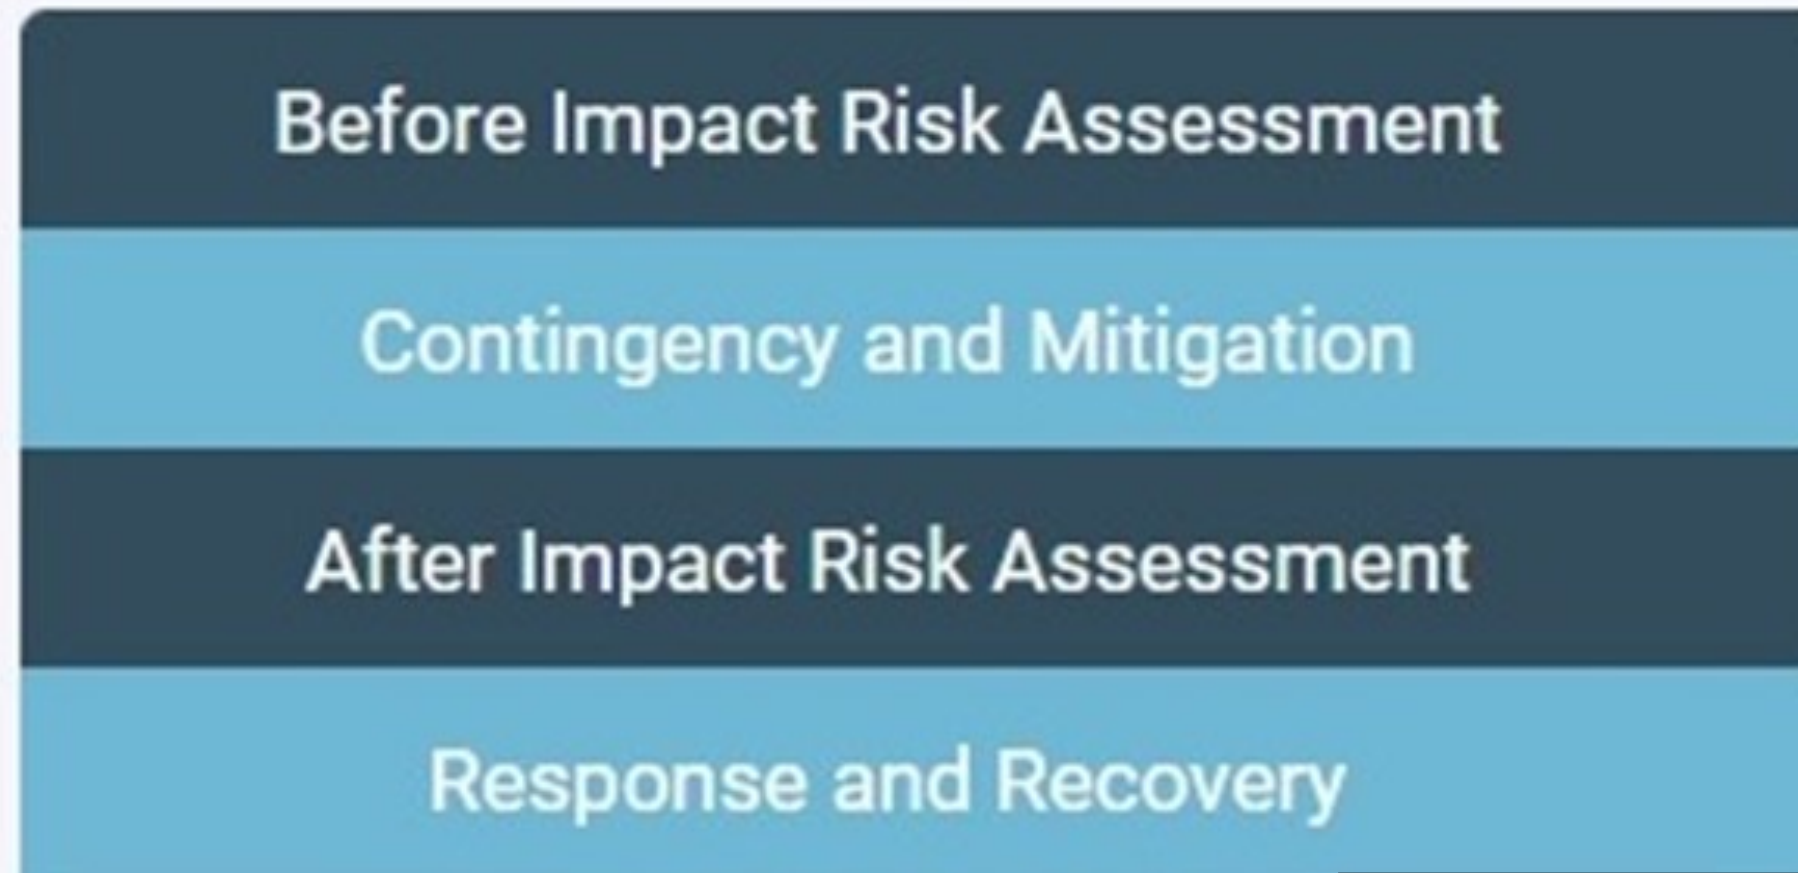 Before Impact Risk Assessment
Contingency and Mitigation
After Impact Risk Assessment
Response and Recovery